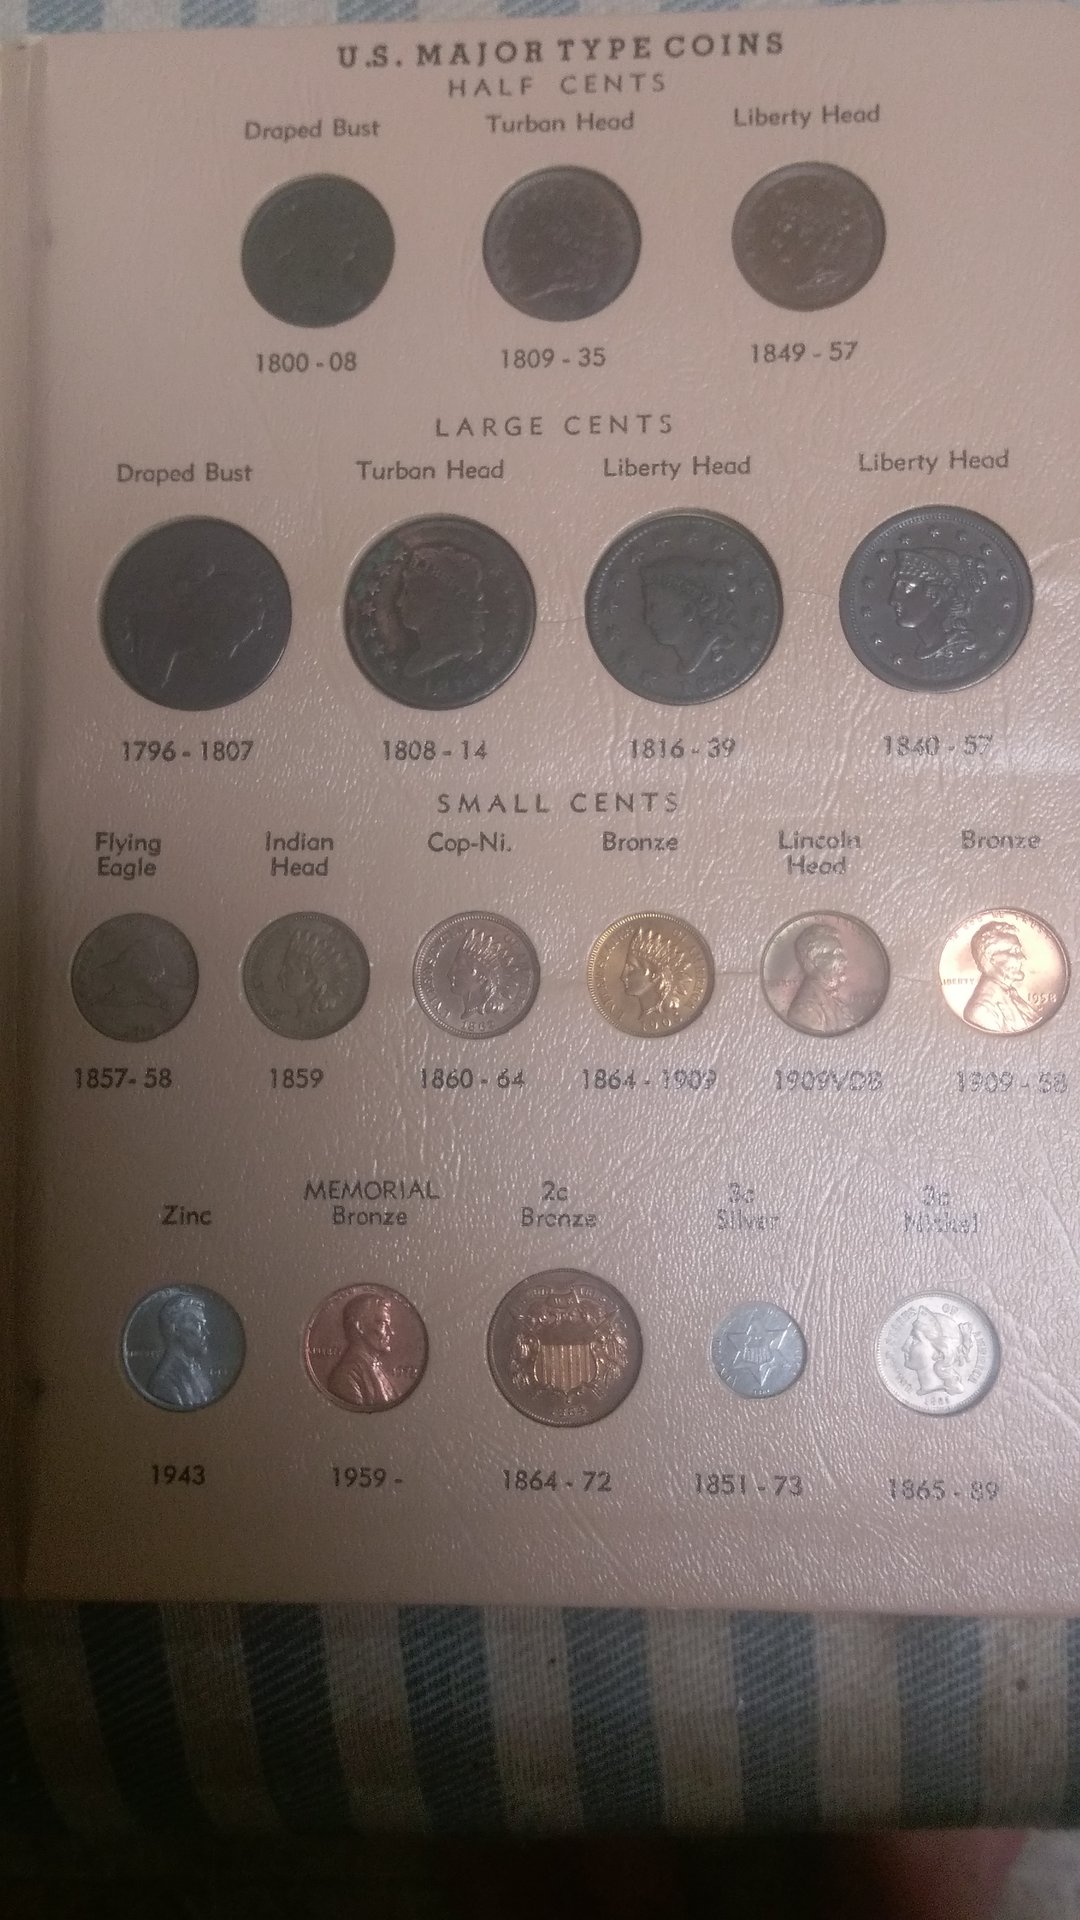 U.S. MAJOR TYPE COINS
HALF CENTS
Draped Bust Turban Head Liberty Head
1800 - 08 1809 - 35 1849 - 57
LARGE CENTS
Draped Bust Turban Head Liberty Head Liberty Head
1796 - 1807 1808 - 14 1816 - 39 1840 - 57
SMALL CENTS
Flying Eagle Indian Head Cop-Ni. Bronze Lincoln Head Bronze
LIBERTY 1958
1857- 58 1859 1860 - 64 1864 - 1909 1909VDB 1909 - 58
Zinc MEMORIAL Bronze 2c Bronze 3c Silver 3c Nickel
LIBERTY
1943 1959 - 1864 - 72 1851 - 73 1865 - 89